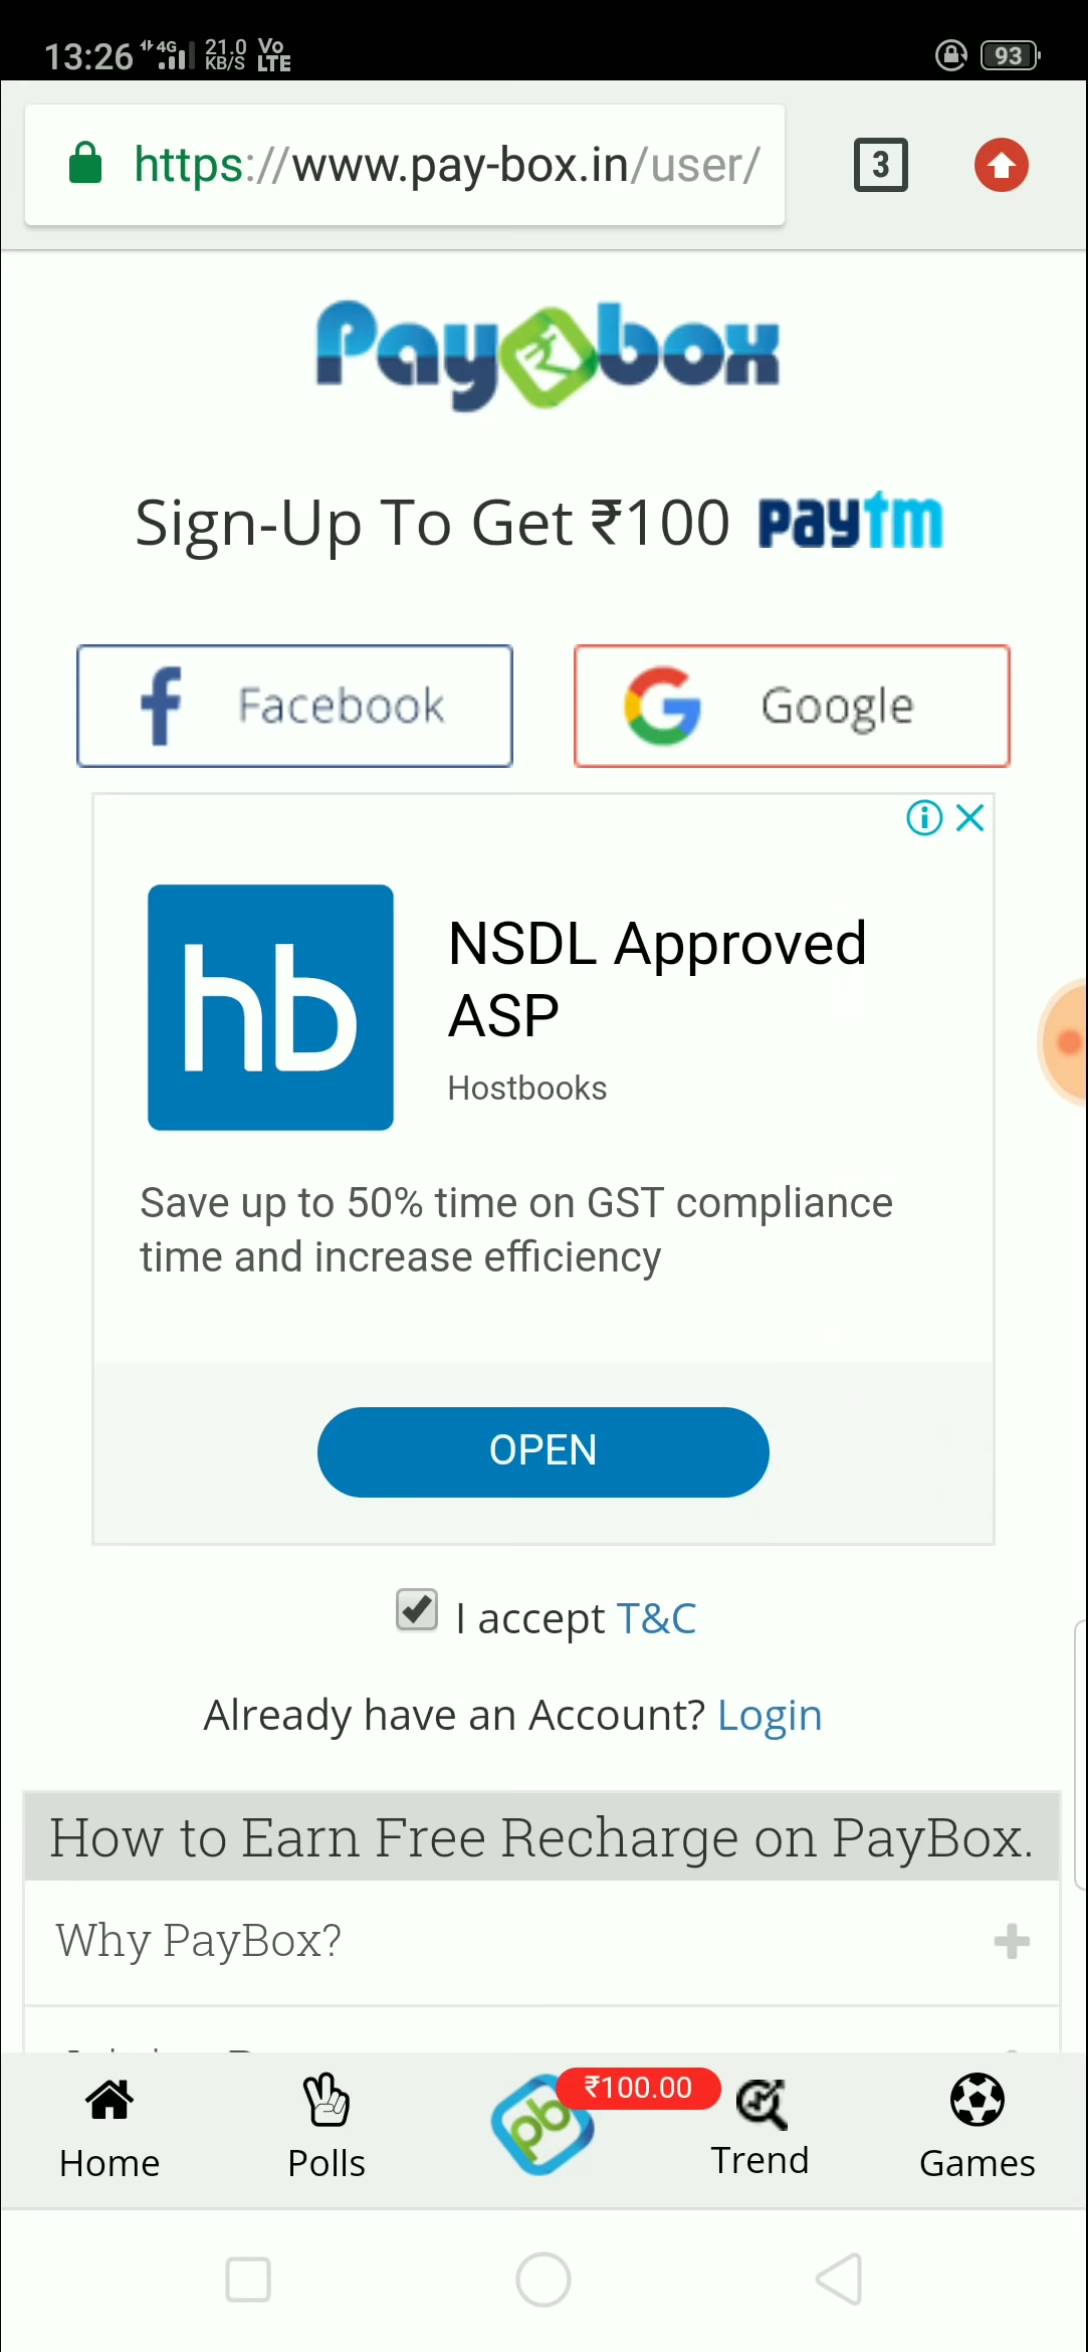 13:26 4G 21.0 KB/S Vo LTE 93
https://www.pay-box.in/user/ 3
Pay box
Sign-Up To Get ₹100 paytm
Facebook Google
hb
NSDL Approved
ASP
Hostbooks
Save up to 50% time on GST compliance
time and increase efficiency
OPEN
I accept T&C
Already have an Account? Login
How to Earn Free Recharge on PayBox.
Why PayBox?
pb ₹100.00
Home Polls Trend Games